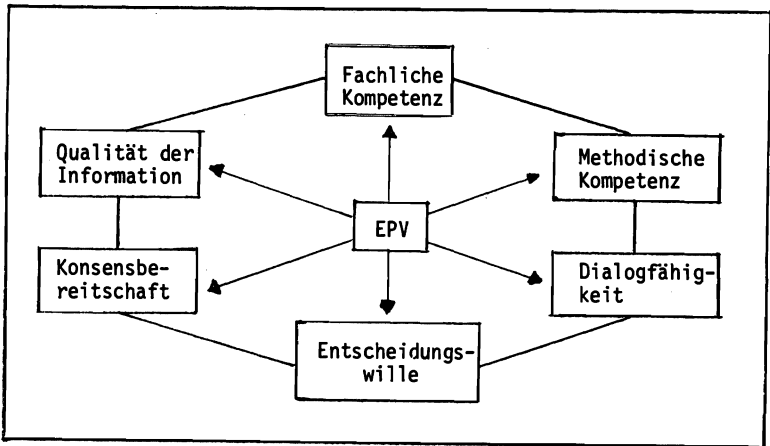 Fachliche
Kompetenz
Qualität der
Information
Methodische
Kompetenz
EPV
Konsensbe-
reitschaft
Dialogfähig-
keit
Entscheidungs-
wille